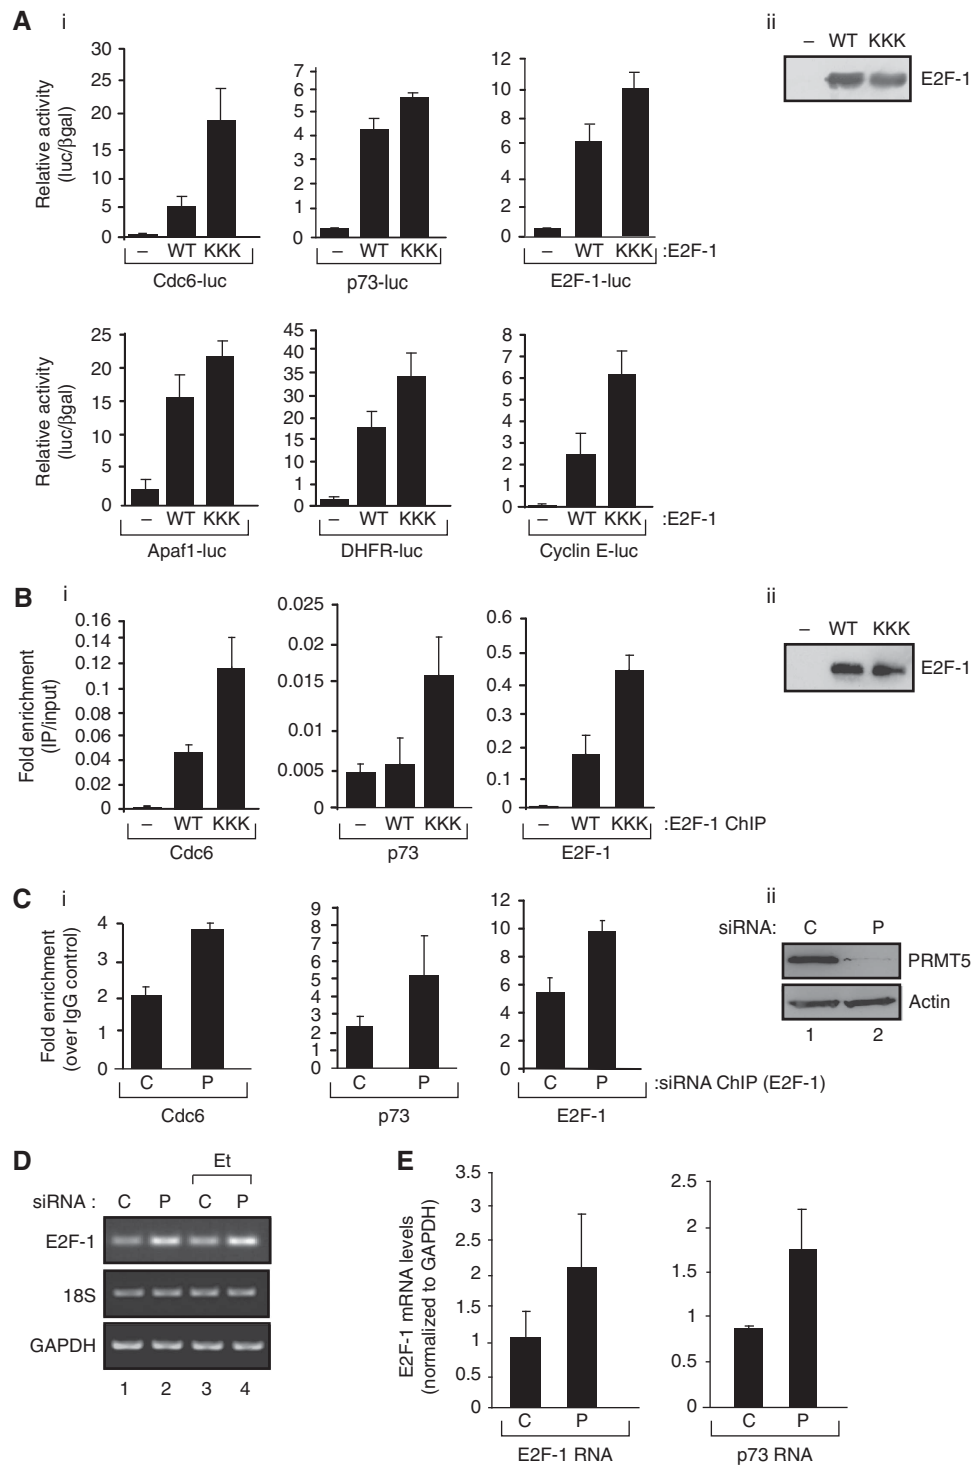 A
i
ii
30
25
20
15
10
5
0
Relative activity
(luc/βgal)
– WT KKK
Cdc6-luc
7
6
5
4
3
2
1
0
– WT KKK
p73-luc
12
10
8
6
4
2
0
– WT KKK :E2F-1
E2F-1-luc
– WT KKK
E2F-1
25
20
15
10
5
0
Relative activity
(luc/βgal)
– WT KKK
Apaf1-luc
45
40
35
30
20
15
10
1
0
– WT KKK
DHFR-luc
8
7
6
5
4
3
2
1
0
– WT KKK :E2F-1
Cyclin E-luc
B
i
ii
0.16
0.14
0.12
0.1
0.08
0.06
0.04
0.02
0
Fold enrichment
(IP/input)
– WT KKK
Cdc6
0.025
0.02
0.015
0.01
0.005
0
– WT KKK
p73
0.6
0.5
0.4
0.3
0.2
0.1
0
– WT KKK :E2F-1 ChIP
E2F-1
– WT KKK
E2F-1
C
i
ii
4
3
2
1
0
Fold enrichment
(over IgG control)
C P
Cdc6
9
8
7
6
5
4
3
2
1
0
C P
p73
12
10
8
6
4
2
0
C P :siRNA ChIP (E2F-1)
E2F-1
siRNA: C P
PRMT5
Actin
1 2
D
Et
siRNA : C P C P
E2F-1
18S
GAPDH
1 2 3 4
E
3.5
3
2.5
2
1.5
1
0.5
0
E2F-1 mRNA levels
(normalized to GAPDH)
C P
E2F-1 RNA
2.5
2
1.5
1
0.5
0
C P
p73 RNA